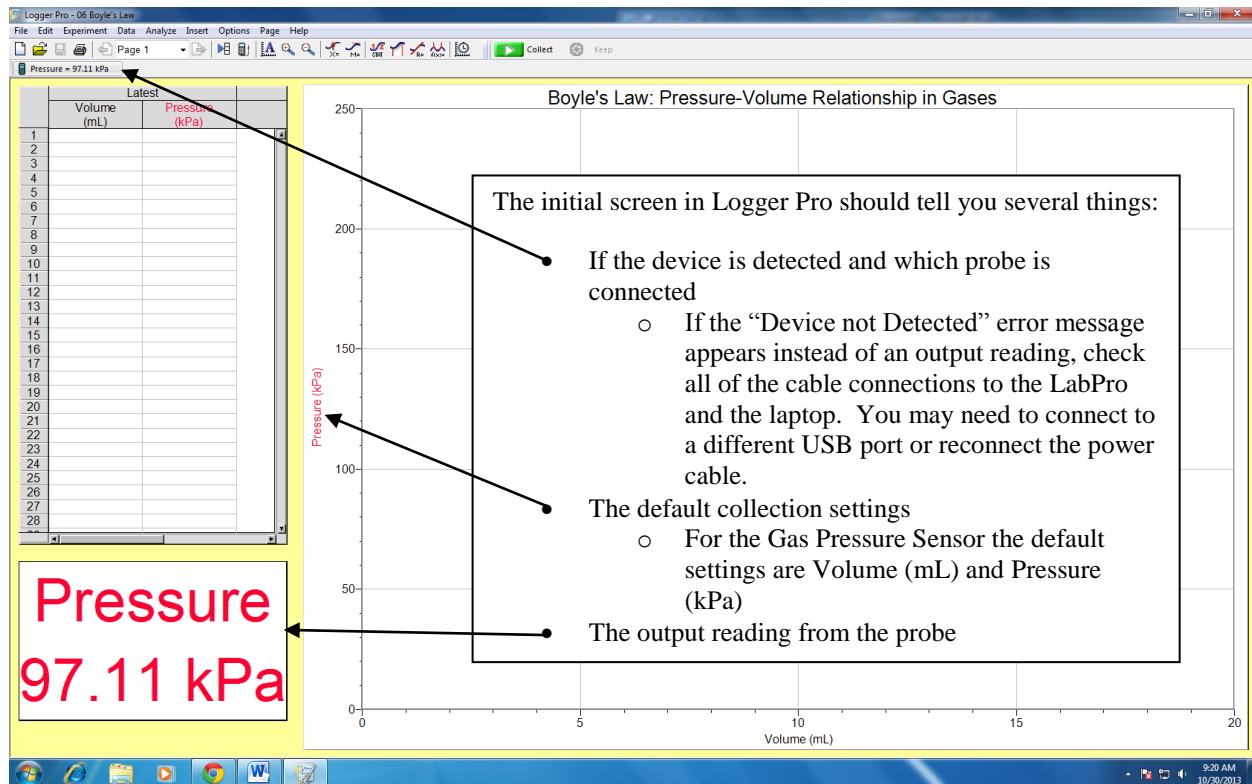 Logger Pro - 06 Boyle's Law
File Edit Experiment Data Analyze Insert Options Page Help
Page 1
Collect
Keep
Pressure = 97.11 kPa
Latest
Volume Pressure
(mL) (kPa)
1
2
3
4
5
6
7
8
9
10
11
12
13
14
15
16
17
18
19
20
21
22
23
24
25
26
27
28
Pressure
97.11 kPa
Boyle's Law: Pressure-Volume Relationship in Gases
250
200
150
100
50
0
Pressure (kPa)
The initial screen in Logger Pro should tell you several things:
• If the device is detected and which probe is
connected
o If the “Device not Detected” error message
appears instead of an output reading, check
all of the cable connections to the LabPro
and the laptop. You may need to connect to
a different USB port or reconnect the power
cable.
• The default collection settings
o For the Gas Pressure Sensor the default
settings are Volume (mL) and Pressure
(kPa)
• The output reading from the probe
0 5 10 15 20
Volume (mL)
9:20 AM
10/30/2013